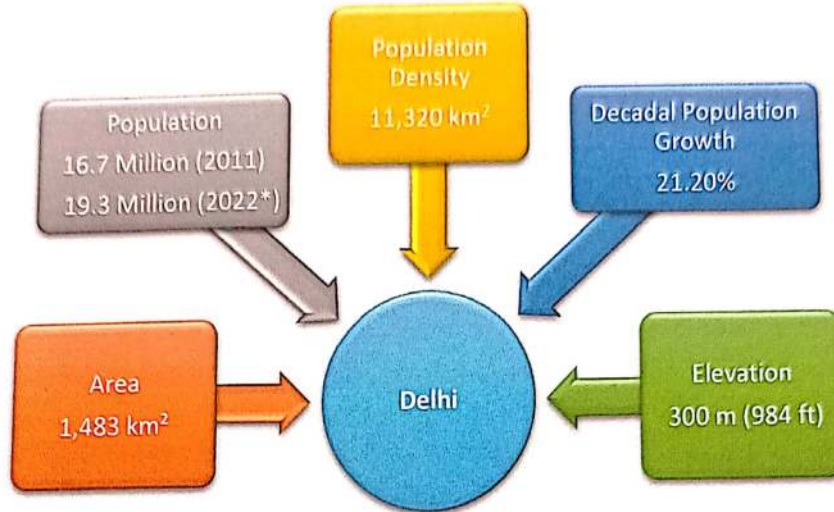 Population
Density
11,320 km²
Population
16.7 Million (2011)
19.3 Million (2022*)
Decadal Population
Growth
21.20%
Area
1,483 km²
Delhi
Elevation
300 m (984 ft)